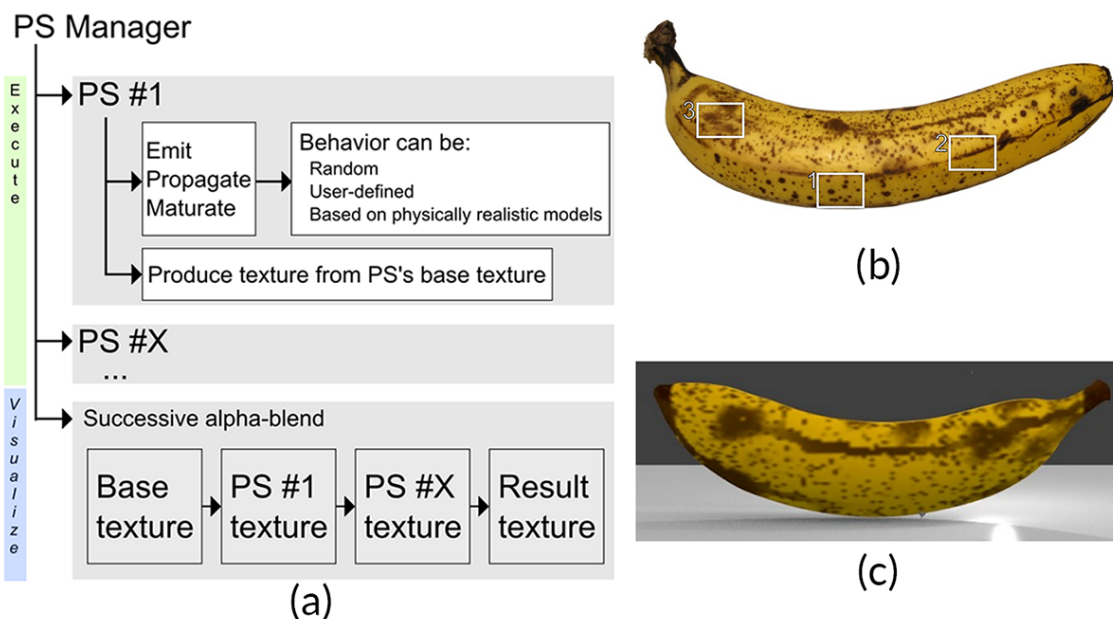 PS Manager
Execute
PS #1
Emit
Propagate
Maturate
Behavior can be:
Random
User-defined
Based on physically realistic models
Produce texture from PS's base texture
PS #X
...
Visualize
Successive alpha-blend
Base
texture
PS #1
texture
PS #X
texture
Result
texture
(a)
3
2
1
(b)
(c)